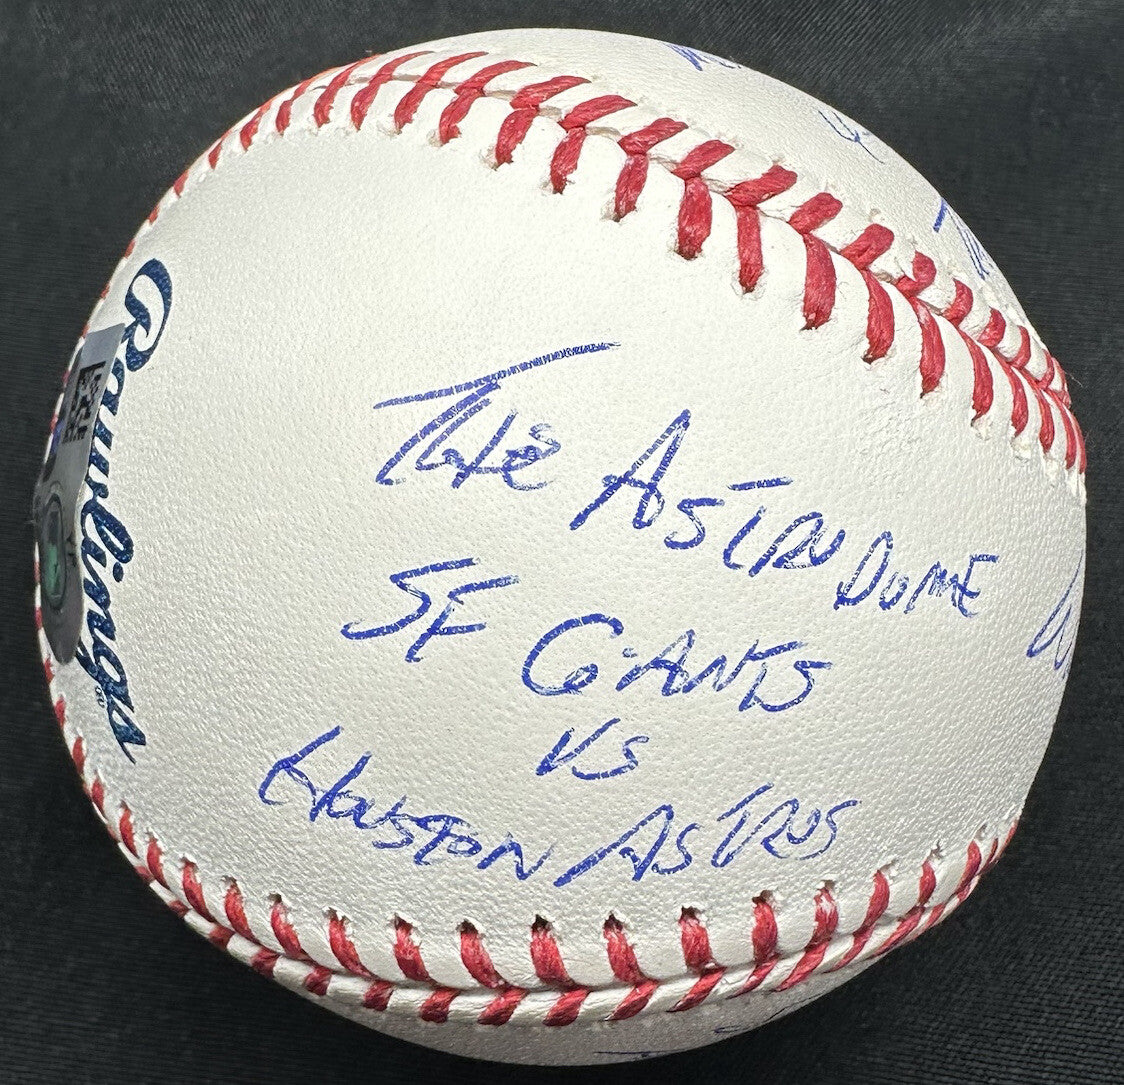 The AstroDome
SF Giants
vs
Houston Astros
Rawlings®